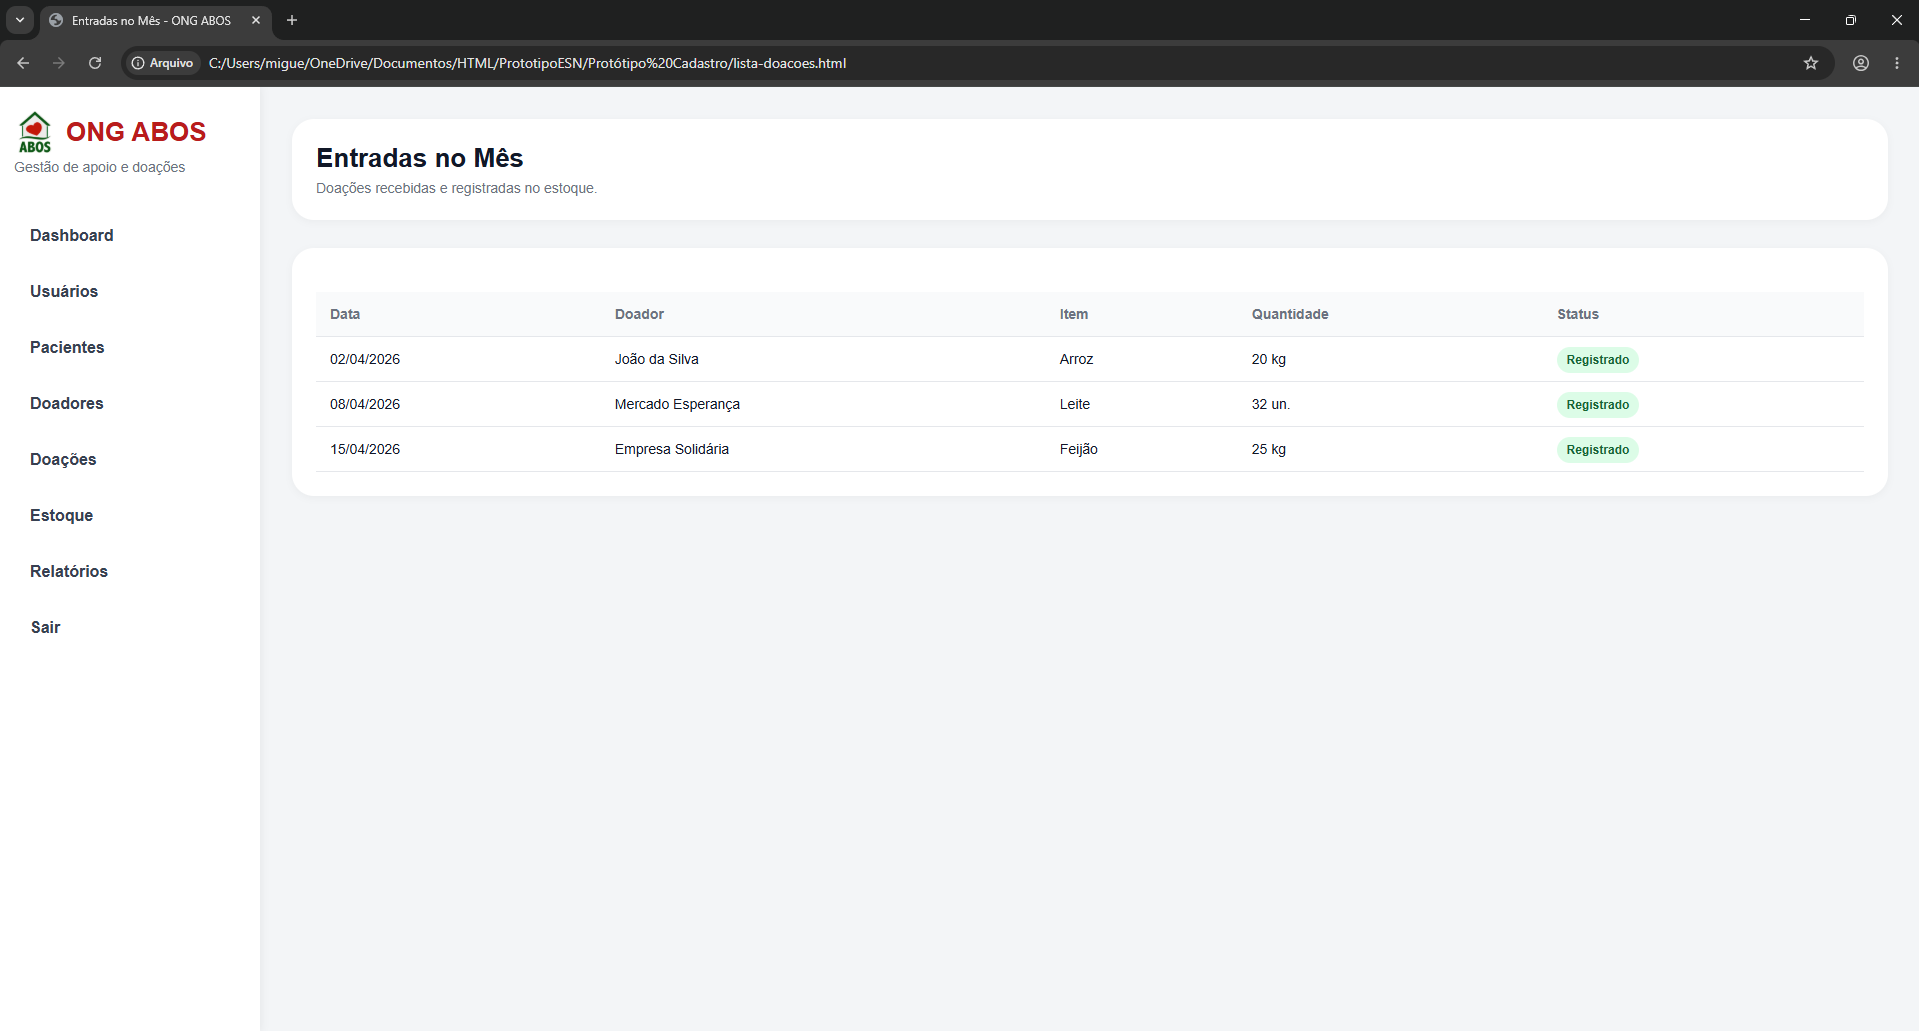 Entradas no Mês - ONG ABOS
Arquivo
C:/Users/migue/OneDrive/Documentos/HTML/PrototipoESN/Protótipo%20Cadastro/lista-doacoes.html
ABOS
ONG ABOS
Gestão de apoio e doações
Dashboard
Usuários
Pacientes
Doadores
Doações
Estoque
Relatórios
Sair
Entradas no Mês
Doações recebidas e registradas no estoque.
Data Doador Item Quantidade Status
02/04/2026 João da Silva Arroz 20 kg Registrado
08/04/2026 Mercado Esperança Leite 32 un. Registrado
15/04/2026 Empresa Solidária Feijão 25 kg Registrado